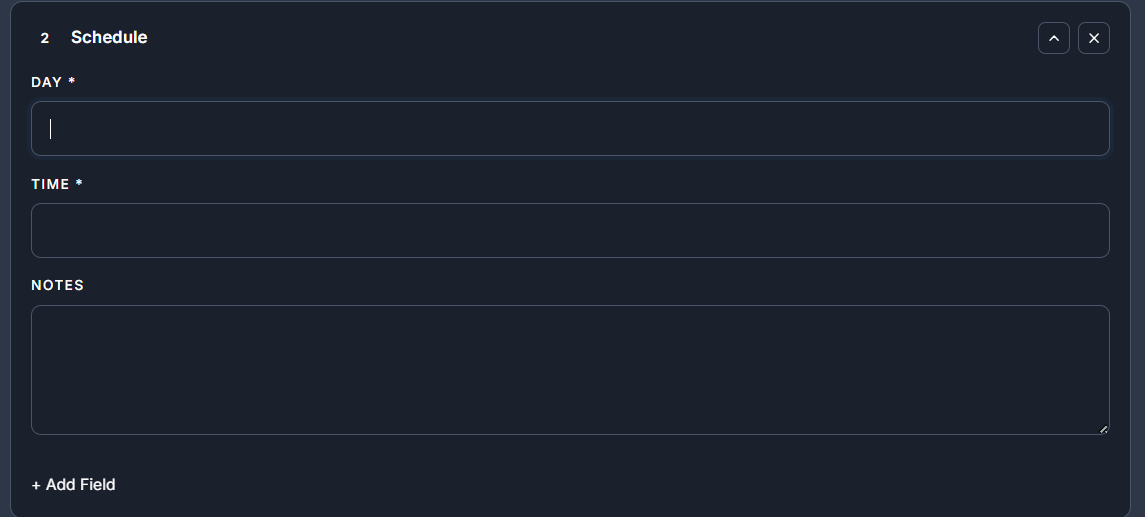 2 Schedule
DAY *
TIME *
NOTES
+ Add Field